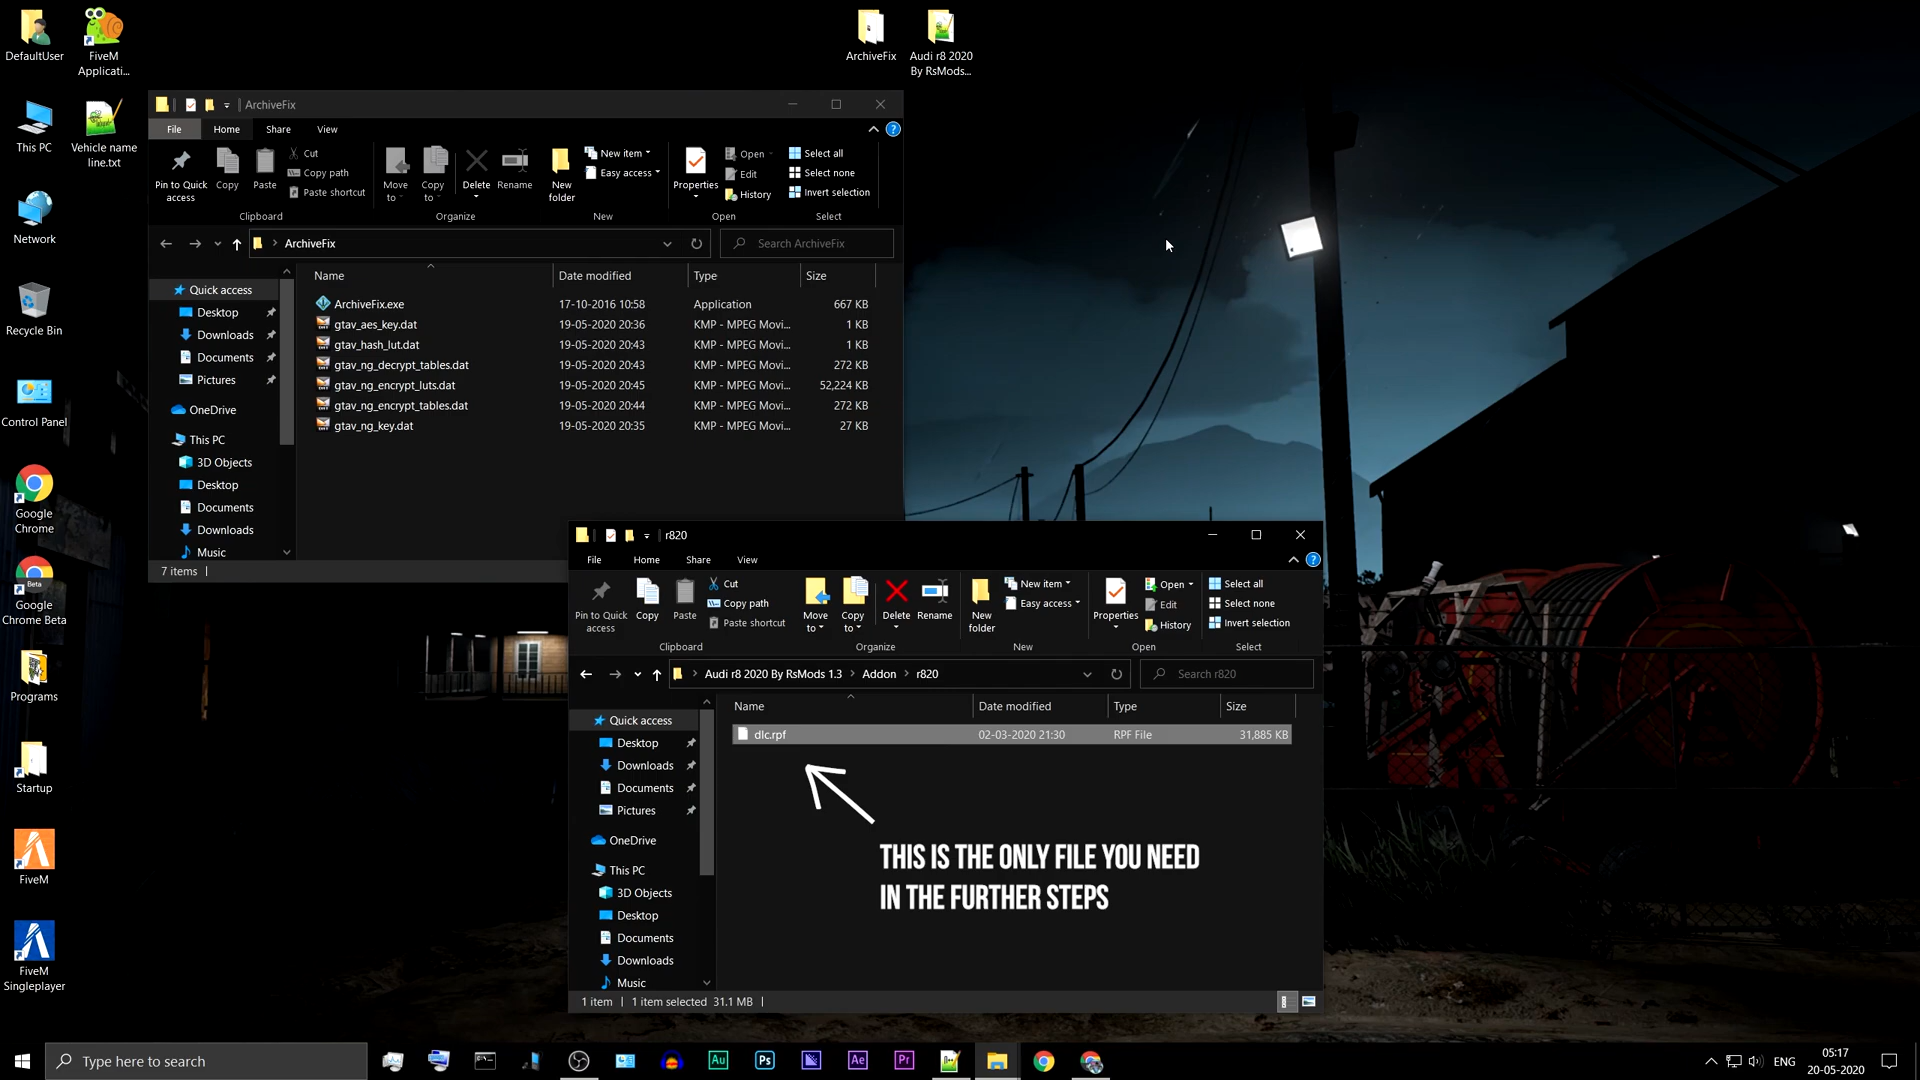 DefaultUser
FiveM
Applicati...
ArchiveFix
Audi r8 2020
By RsMods...
This PC
Vehicle name
line.txt
Network
Recycle Bin
Control Panel
Google
Chrome
Beta
Google
Chrome Beta
Programs
Startup
FiveM
FiveM
Singleplayer
ArchiveFix
File
Home
Share
View
Pin to Quick
access
Copy
Paste
Cut
Copy path
Paste shortcut
Clipboard
Move
to
Copy
to
Delete
Rename
Organize
New
folder
New item
Easy access
New
Properties
Open
Edit
History
Open
Select all
Select none
Invert selection
Select
ArchiveFix
Search ArchiveFix
Quick access
Desktop
Downloads
Documents
Pictures
OneDrive
This PC
3D Objects
Desktop
Documents
Downloads
Music
Name Date modified Type Size
ArchiveFix.exe 17-10-2016 10:58 Application 667 KB
gtav_aes_key.dat 19-05-2020 20:36 KMP - MPEG Movi... 1 KB
gtav_hash_lut.dat 19-05-2020 20:43 KMP - MPEG Movi... 1 KB
gtav_ng_decrypt_tables.dat 19-05-2020 20:43 KMP - MPEG Movi... 272 KB
gtav_ng_encrypt_luts.dat 19-05-2020 20:45 KMP - MPEG Movi... 52,224 KB
gtav_ng_encrypt_tables.dat 19-05-2020 20:44 KMP - MPEG Movi... 272 KB
gtav_ng_key.dat 19-05-2020 20:35 KMP - MPEG Movi... 27 KB
7 items
r820
File
Home
Share
View
Pin to Quick
access
Copy
Paste
Cut
Copy path
Paste shortcut
Clipboard
Move
to
Copy
to
Delete
Rename
Organize
New
folder
New item
Easy access
New
Properties
Open
Edit
History
Open
Select all
Select none
Invert selection
Select
Audi r8 2020 By RsMods 1.3 Addon r820
Search r820
Quick access
Desktop
Downloads
Documents
Pictures
OneDrive
This PC
3D Objects
Desktop
Documents
Downloads
Music
Name Date modified Type Size
dlc.rpf 02-03-2020 21:30 RPF File 31,885 KB
THIS IS THE ONLY FILE YOU NEED
IN THE FURTHER STEPS
1 item 1 item selected 31.1 MB
Type here to search
Au
Ps
Ae
Pr
ENG
05:17
20-05-2020